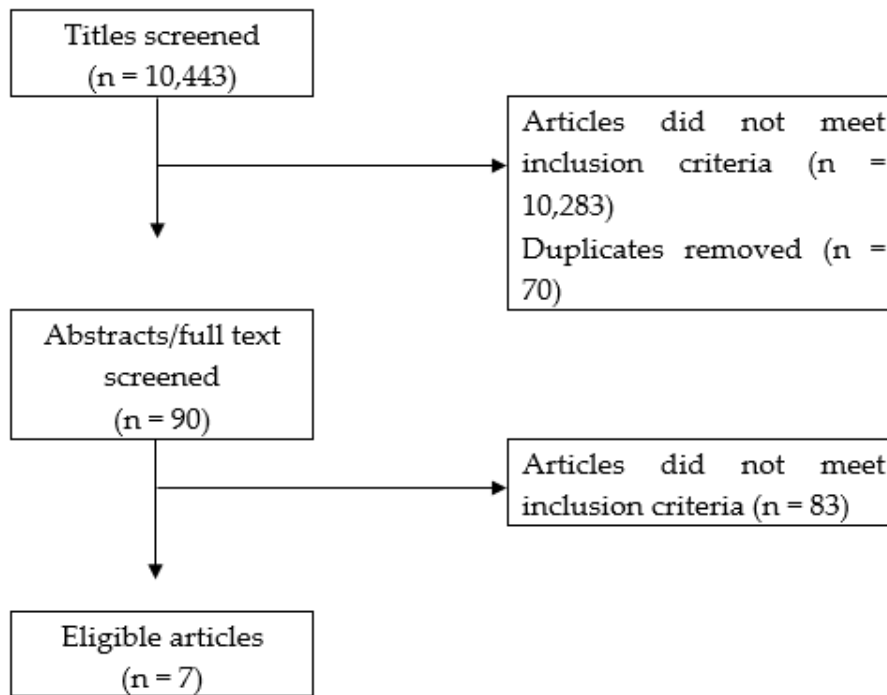 Titles screened
(n = 10,443)
Articles did not meet
inclusion criteria (n =
10,283)
Duplicates removed (n =
70)
Abstracts/full text
screened
(n = 90)
Articles did not meet
inclusion criteria (n = 83)
Eligible articles
(n = 7)